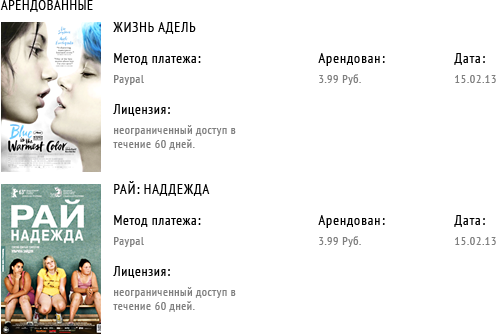 АРЕНДОВАННЫЕ
ЖИЗНЬ АДЕЛЬ
Метод платежа:
Арендован:
Дата:
Paypal
3.99 Руб.
15.02.13
Лицензия:
неограниченный доступ в
течение 60 дней.
Blue
is the
Warmest Color
РАЙ: НАДДЕЖДА
Метод платежа:
Арендован:
Дата:
Paypal
3.99 Руб.
15.02.13
Лицензия:
неограниченный доступ в
течение 60 дней.
РАЙ
НАДЕЖДА